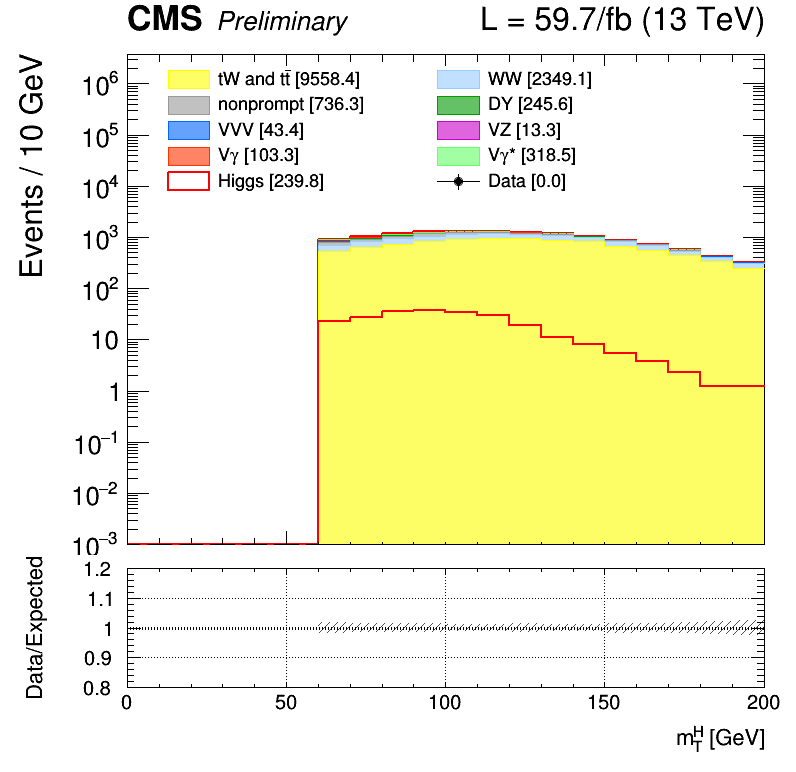 CMS Preliminary L = 59.7/fb (13 TeV)
Events / 10 GeV
10⁶
10⁵
10⁴
10³
10²
10
1
10⁻¹
10⁻²
10⁻³
tW and tt̄ [9558.4]
WW [2349.1]
nonprompt [736.3]
DY [245.6]
VVV [43.4]
VZ [13.3]
Vγ [103.3]
Vγ* [318.5]
Higgs [239.8]
Data [0.0]
Data/Expected
1.2
1.1
1
0.9
0.8
0 50 100 150 200
m_T^H [GeV]